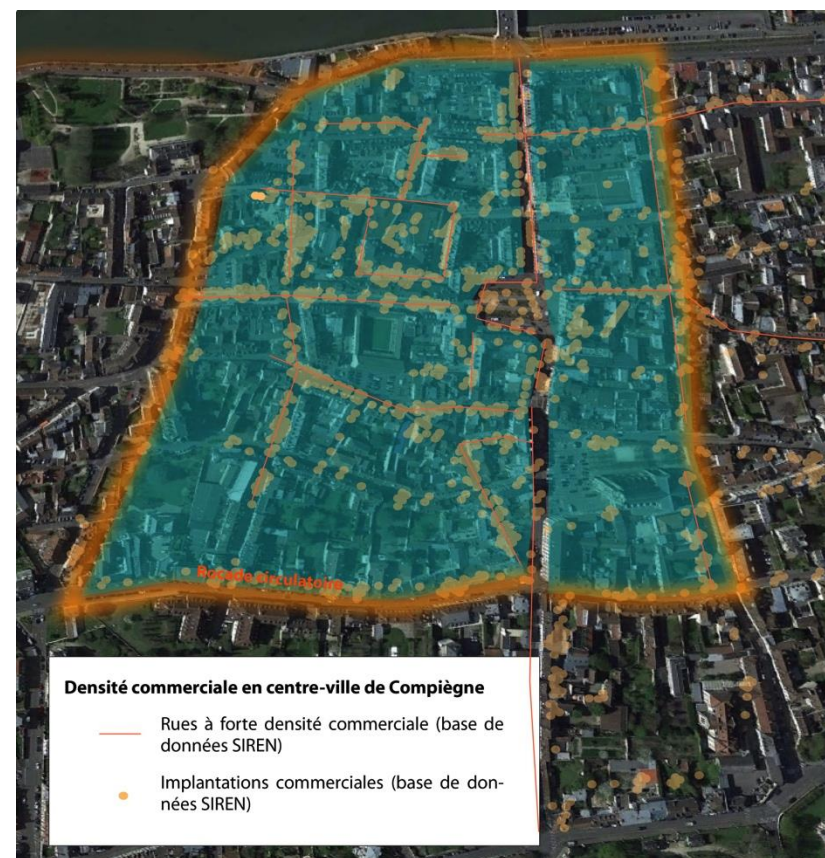 Rocade circulatoire
Densité commerciale en centre-ville de Compiègne
Rues à forte densité commerciale (base de
données SIREN)
Implantations commerciales (base de don-
nées SIREN)